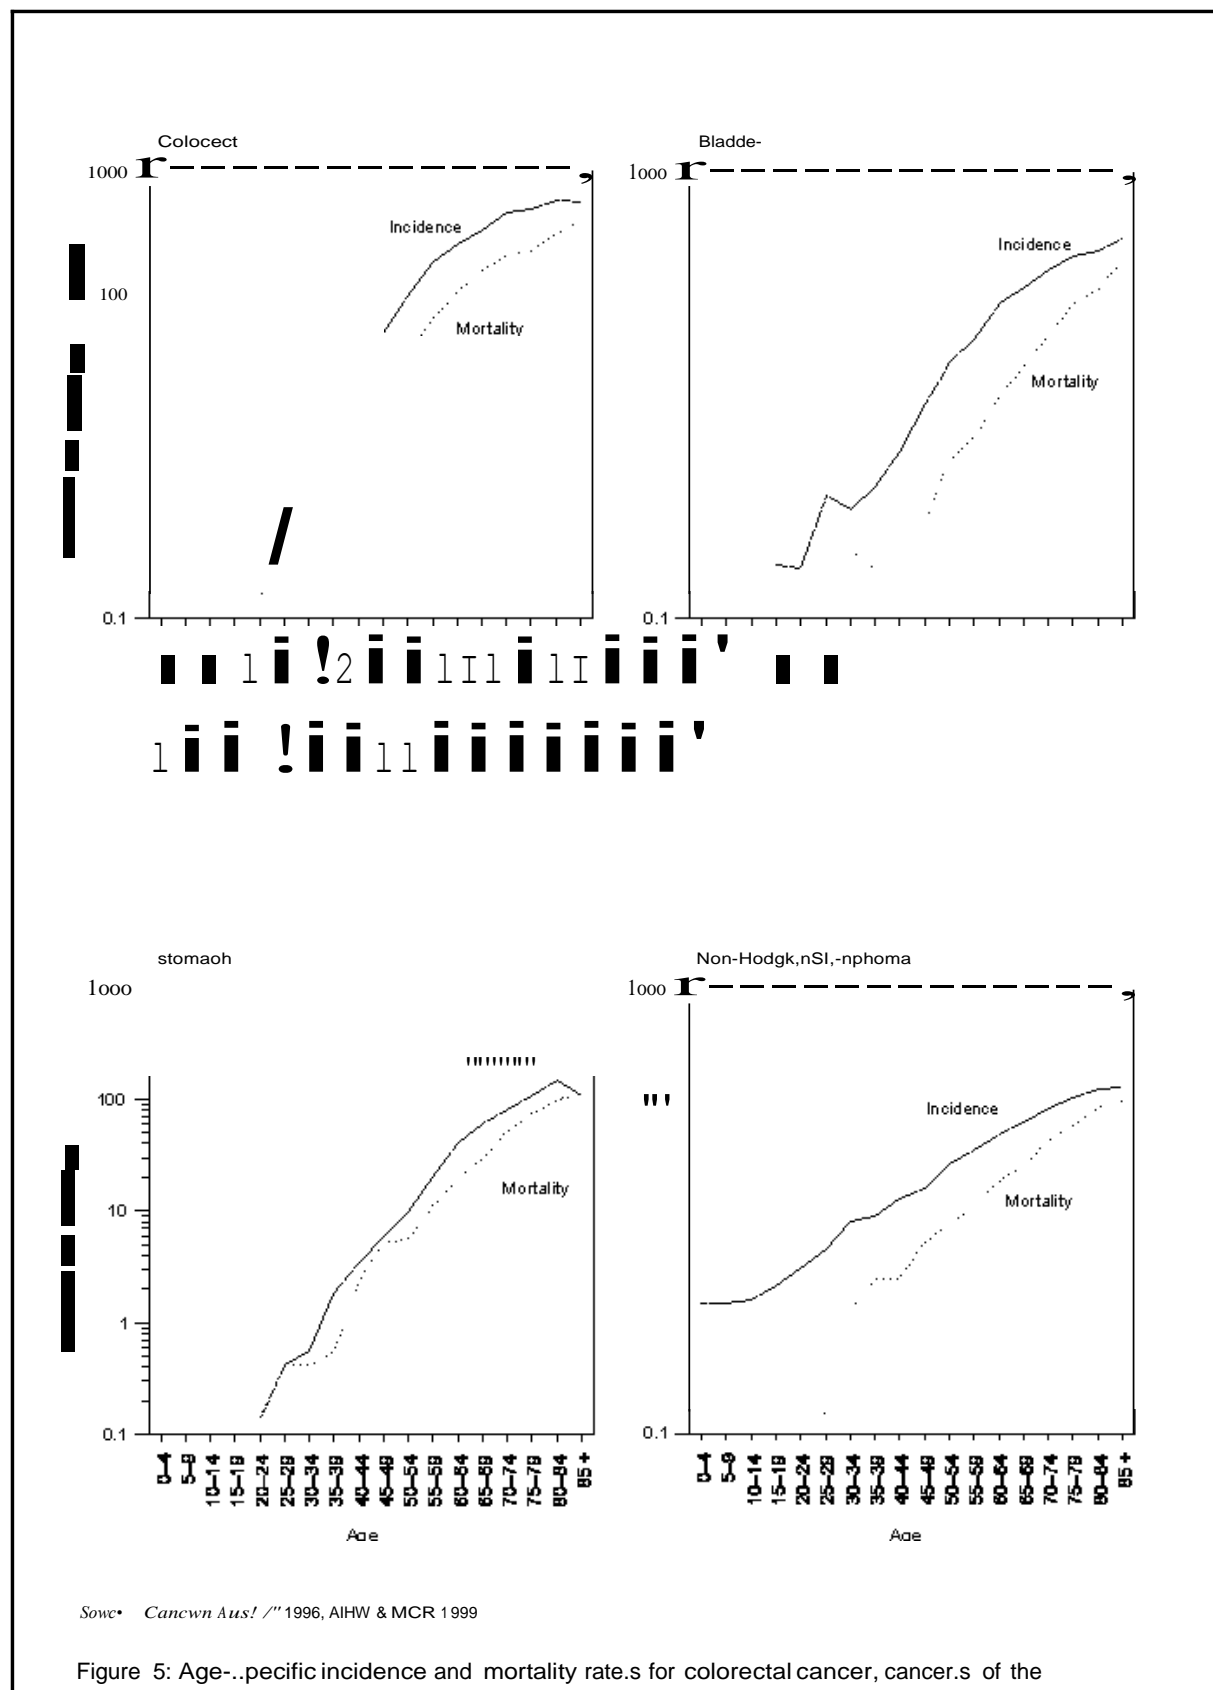 Colocect
Bladde-
1000
1000
Incidence
Incidence
100
Mortality
Mortality
0.1
0.1
stomaoh
Non-Hodgk,nSI,-nphoma
1000
1000
100
Incidence
Mortality
Mortality
10
1
0.1
0.1
0–4 5–9 10–14 15–19 20–24 25–29 30–34 35–39 40–44 45–49 50–54 55–59 60–64 65–69 70–74 75–79 80–84 85 +
0–4 5–9 10–14 15–19 20–24 25–29 30–34 35–39 40–44 45–49 50–54 55–59 60–64 65–69 70–74 75–79 80–84 85 +
Age
Age
Sowc• Cancwn Aus! /" 1996, AIHW & MCR 1999
Figure 5: Age-..pecific incidence and mortality rate.s for colorectal cancer, cancer.s of the